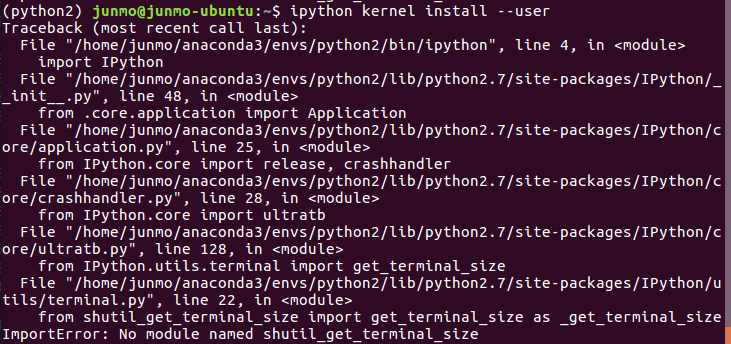 (python2) junmo@junmo-ubuntu:~$ ipython kernel install --user
Traceback (most recent call last):
  File "/home/junmo/anaconda3/envs/python2/bin/ipython", line 4, in <module>
    import IPython
  File "/home/junmo/anaconda3/envs/python2/lib/python2.7/site-packages/IPython/_
_init__.py", line 48, in <module>
    from .core.application import Application
  File "/home/junmo/anaconda3/envs/python2/lib/python2.7/site-packages/IPython/c
ore/application.py", line 25, in <module>
    from IPython.core import release, crashhandler
  File "/home/junmo/anaconda3/envs/python2/lib/python2.7/site-packages/IPython/c
ore/crashhandler.py", line 28, in <module>
    from IPython.core import ultratb
  File "/home/junmo/anaconda3/envs/python2/lib/python2.7/site-packages/IPython/c
ore/ultratb.py", line 128, in <module>
    from IPython.utils.terminal import get_terminal_size
  File "/home/junmo/anaconda3/envs/python2/lib/python2.7/site-packages/IPython/u
tils/terminal.py", line 22, in <module>
    from shutil_get_terminal_size import get_terminal_size as _get_terminal_size
ImportError: No module named shutil_get_terminal_size